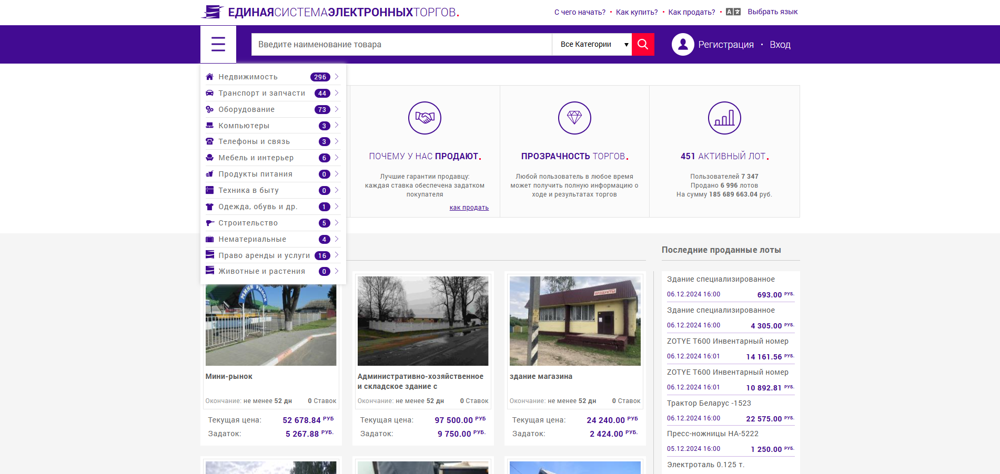 ЕДИНАЯСИСТЕМАЭЛЕКТРОННЫХТОРГОВ.
С чего начать? • Как купить? • Как продать? • Выбрать язык
Введите наименование товара
Все Категории
Регистрация • Вход
Недвижимость 296
Транспорт и запчасти 44
Оборудование 73
Компьютеры 3
Телефоны и связь 3
Мебель и интерьер 6
Продукты питания 0
Техника в быту 0
Одежда, обувь и др. 1
Строительство 5
Нематериальные 4
Право аренды и услуги 16
Животные и растения 0
ПОЧЕМУ У НАС ПРОДАЮТ.
Лучшие гарантии продавцу:
каждая ставка обеспечена задатком
покупателя
как продать
ПРОЗРАЧНОСТЬ ТОРГОВ.
Любой пользователь в любое время
может получить полную информацию о
ходе и результатах торгов
451 АКТИВНЫЙ ЛОТ.
Пользователей 7 347
Продано 6 996 лотов
На сумму 185 689 663.04 руб.
МИНИ РЫНОК
Мини-рынок
Окончание: не менее 52 дн 0 Ставок
Текущая цена: 52 678.84 РУБ
Задаток: 5 267.88 РУБ.
Административно-хозяйственное
и складское здание с
Окончание: не менее 52 дн 0 Ставок
Текущая цена: 97 500.00 РУБ
Задаток: 9 750.00 РУБ.
ПРОДУКТЫ
здание магазина
Окончание: не менее 52 дн 0 Ставок
Текущая цена: 24 240.00 РУБ
Задаток: 2 424.00 РУБ.
Последние проданные лоты
Здание специализированное
06.12.2024 16:00 693.00 РУБ.
Здание специализированное
06.12.2024 16:00 4 305.00 РУБ.
ZOTYE T600 Инвентарный номер
06.12.2024 16:01 14 161.56 РУБ.
ZOTYE T600 Инвентарный номер
06.12.2024 16:01 10 892.81 РУБ.
Трактор Беларус -1523
06.12.2024 16:00 22 575.00 РУБ.
Пресс-ножницы НА-5222
05.12.2024 16:00 1 250.00 РУБ.
Электроталь 0.125 т.